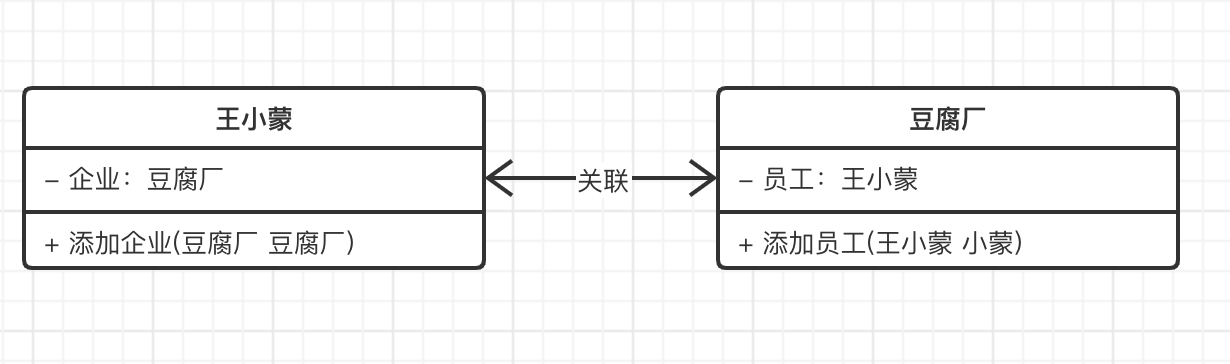 王小蒙
- 企业：豆腐厂
+ 添加企业(豆腐厂 豆腐厂)
关联
豆腐厂
- 员工：王小蒙
+ 添加员工(王小蒙 小蒙)